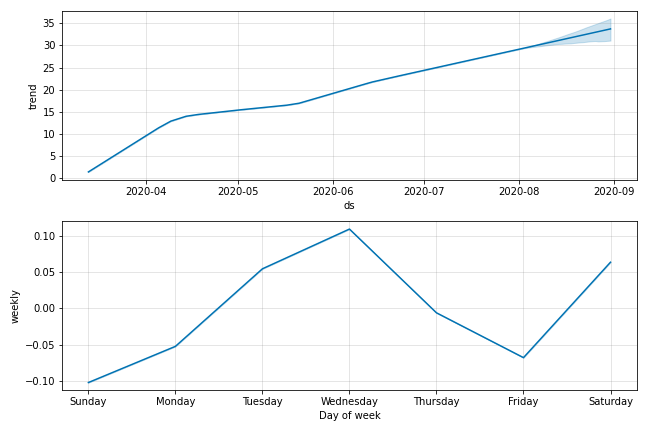 35
30
25
20
15
10
5
0
trend
2020-04 2020-05 2020-06 2020-07 2020-08 2020-09
ds
0.10
0.05
0.00
−0.05
−0.10
weekly
Sunday Monday Tuesday Wednesday Thursday Friday Saturday
Day of week